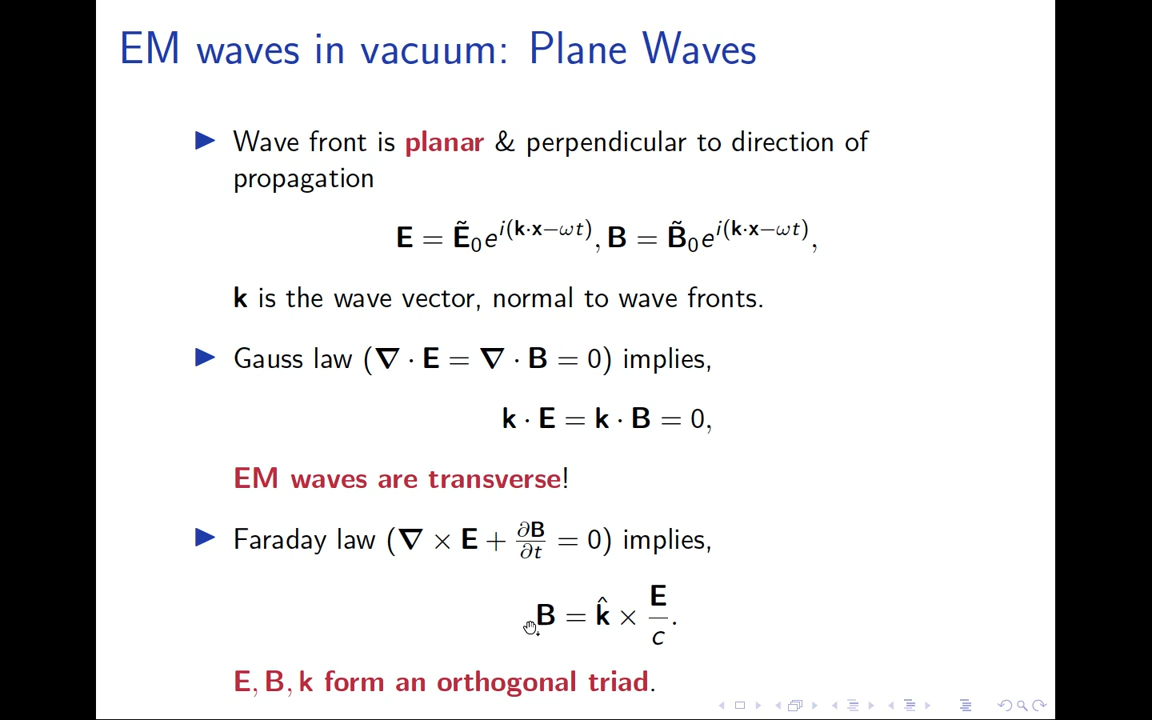 EM waves in vacuum: Plane Waves
▶ Wave front is planar & perpendicular to direction of
propagation
𝐄 = 𝐄̃₀e^{i(𝐤·𝐱−ωt)}, 𝐁 = 𝐁̃₀e^{i(𝐤·𝐱−ωt)},
𝐤 is the wave vector, normal to wave fronts.
▶ Gauss law (∇ · 𝐄 = ∇ · 𝐁 = 0) implies,
𝐤 · 𝐄 = 𝐤 · 𝐁 = 0,
EM waves are transverse!
▶ Faraday law (∇ × 𝐄 + ∂𝐁/∂t = 0) implies,
𝐁 = 𝐤̂ × 𝐄/c.
𝐄, 𝐁, 𝐤 form an orthogonal triad.